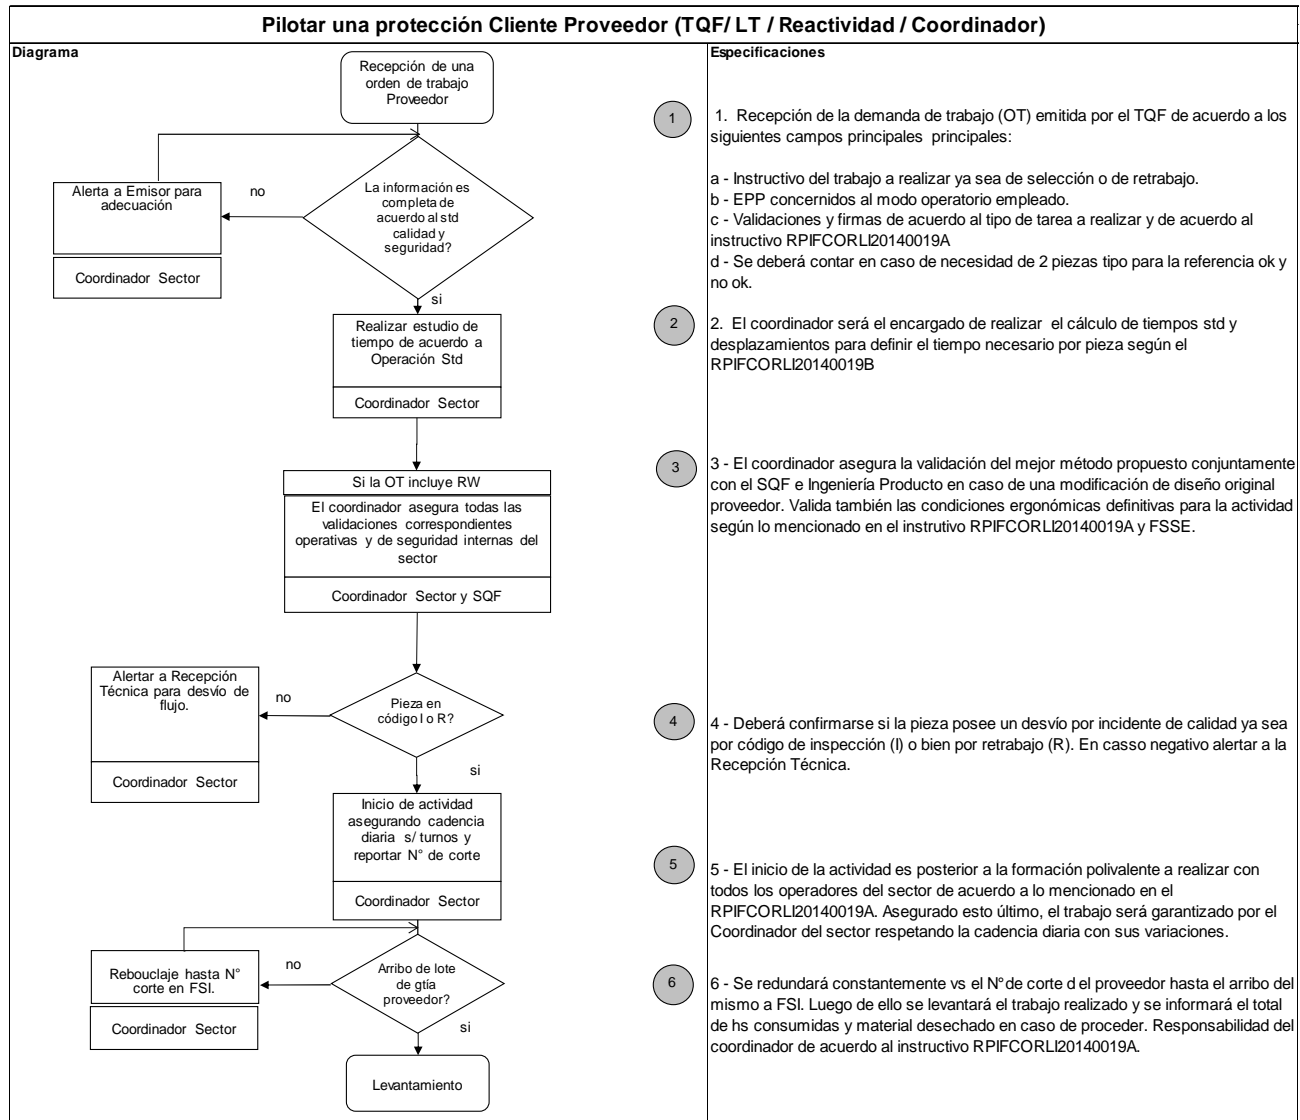 Pilotar una protección Cliente Proveedor (TQF/ LT / Reactividad / Coordinador)
Diagrama
Recepción de una
orden de trabajo
Proveedor
La información es
completa de
acuerdo al std
calidad y
seguridad?
no
Alerta a Emisor para
adecuación
Coordinador Sector
si
Realizar estudio de
tiempo de acuerdo a
Operación Std
Coordinador Sector
Si la OT incluye RW
El coordinador asegura todas las
validaciones correspondientes
operativas y de seguridad internas del
sector
Coordinador Sector y SQF
Pieza en
código I o R?
no
Alertar a Recepción
Técnica para desvío de
flujo.
Coordinador Sector
si
Inicio de actividad
asegurando cadencia
diaria s/ turnos y
reportar N° de corte
Coordinador Sector
Arribo de lote
de gtía
proveedor?
no
Rebouclaje hasta N°
corte en FSI.
Coordinador Sector
si
Levantamiento
Especificaciones
1
1. Recepción de la demanda de trabajo (OT) emitida por el TQF de acuerdo a los
siguientes campos principales principales:
a - Instructivo del trabajo a realizar ya sea de selección o de retrabajo.
b - EPP concernidos al modo operatorio empleado.
c - Validaciones y firmas de acuerdo al tipo de tarea a realizar y de acuerdo al
instructivo RPIFCORLI20140019A
d - Se deberá contar en caso de necesidad de 2 piezas tipo para la referencia ok y
no ok.
2
2. El coordinador será el encargado de realizar el cálculo de tiempos std y
desplazamientos para definir el tiempo necesario por pieza según el
RPIFCORLI20140019B
3
3 - El coordinador asegura la validación del mejor método propuesto conjuntamente
con el SQF e Ingeniería Producto en caso de una modificación de diseño original
proveedor. Valida también las condiciones ergonómicas definitivas para la actividad
según lo mencionado en el instrutivo RPIFCORLI20140019A y FSSE.
4
4 - Deberá confirmarse si la pieza posee un desvío por incidente de calidad ya sea
por código de inspección (I) o bien por retrabajo (R). En casso negativo alertar a la
Recepción Técnica.
5
5 - El inicio de la actividad es posterior a la formación polivalente a realizar con
todos los operadores del sector de acuerdo a lo mencionado en el
RPIFCORLI20140019A. Asegurado esto último, el trabajo será garantizado por el
Coordinador del sector respetando la cadencia diaria con sus variaciones.
6
6 - Se redundará constantemente vs el N° de corte d el proveedor hasta el arribo del
mismo a FSI. Luego de ello se levantará el trabajo realizado y se informará el total
de hs consumidas y material desechado en caso de proceder. Responsabilidad del
coordinador de acuerdo al instructivo RPIFCORLI20140019A.